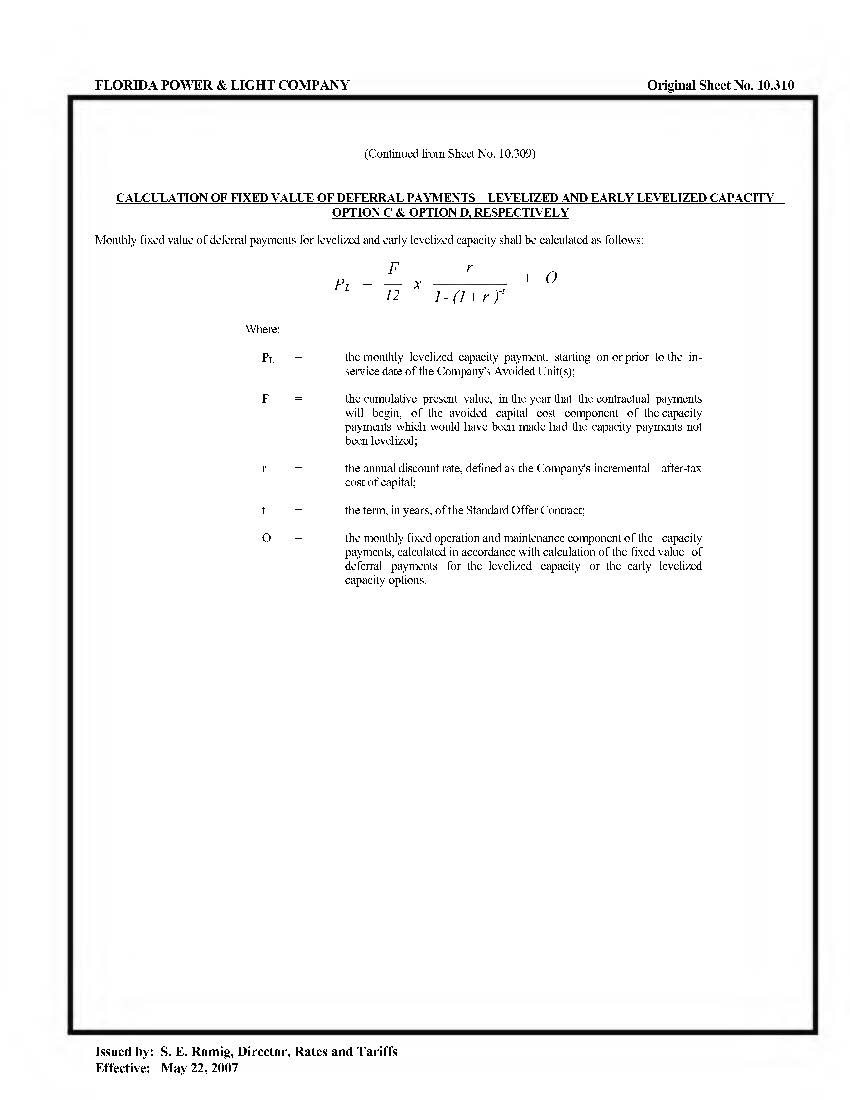 FLORIDA POWER & LIGHT COMPANY Original Sheet No. 10.310
(Continued from Sheet No. 10.309)
CALCULATION OF FIXED VALUE OF DEFERRAL PAYMENTS – LEVELIZED AND EARLY LEVELIZED CAPACITY –
OPTION C & OPTION D, RESPECTIVELY
Monthly fixed value of deferral payments for levelized and early levelized capacity shall be calculated as follows:
P_L = F/12 x r/(1 - (1 + r)^-t) + O
Where:
P_L = the monthly levelized capacity payment, starting on or prior to the in-
service date of the Company's Avoided Unit(s);
F = the cumulative present value, in the year that the contractual payments
will begin, of the avoided capital cost component of the capacity
payments which would have been made had the capacity payments not
been levelized;
r = the annual discount rate, defined as the Company's incremental after-tax
cost of capital;
t = the term, in years, of the Standard Offer Contract;
O = the monthly fixed operation and maintenance component of the capacity
payments, calculated in accordance with calculation of the fixed value of
deferral payments for the levelized capacity or the early levelized
capacity options.
Issued by: S. E. Romig, Director, Rates and Tariffs
Effective: May 22, 2007